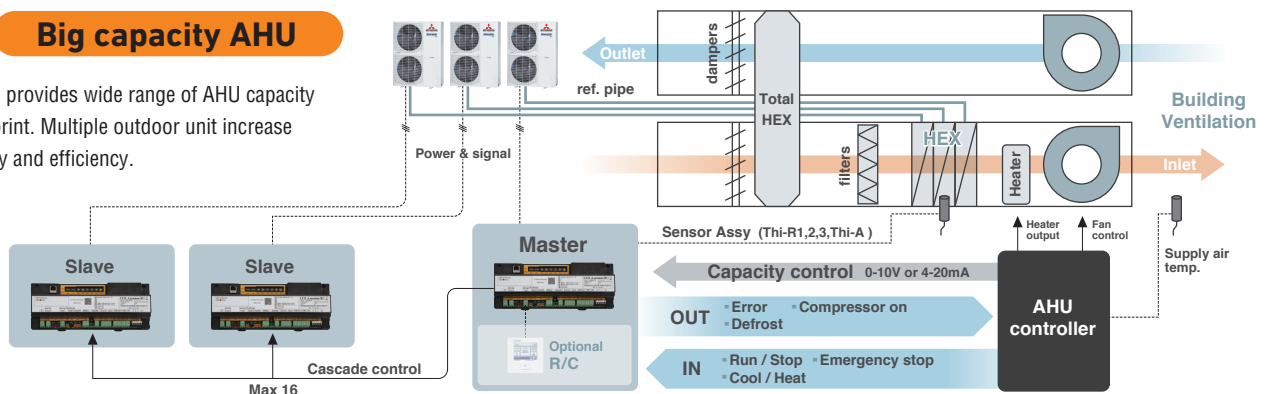 Big capacity AHU
provides wide range of AHU capacity
print. Multiple outdoor unit increase
y and efficiency.
Outlet
dampers
ref. pipe
Total
HEX
Building
Ventilation
Power & signal
filters
HEX
Heater
Inlet
Sensor Assy (Thi-R1,2,3,Thi-A )
Heater
output
Fan
control
Supply air
temp.
Slave
Slave
Master
Capacity control 0-10V or 4-20mA
OUT
Error
Compressor on
Defrost
AHU
controller
Optional
R/C
IN
Run / Stop
Emergency stop
Cool / Heat
Cascade control
Max 16